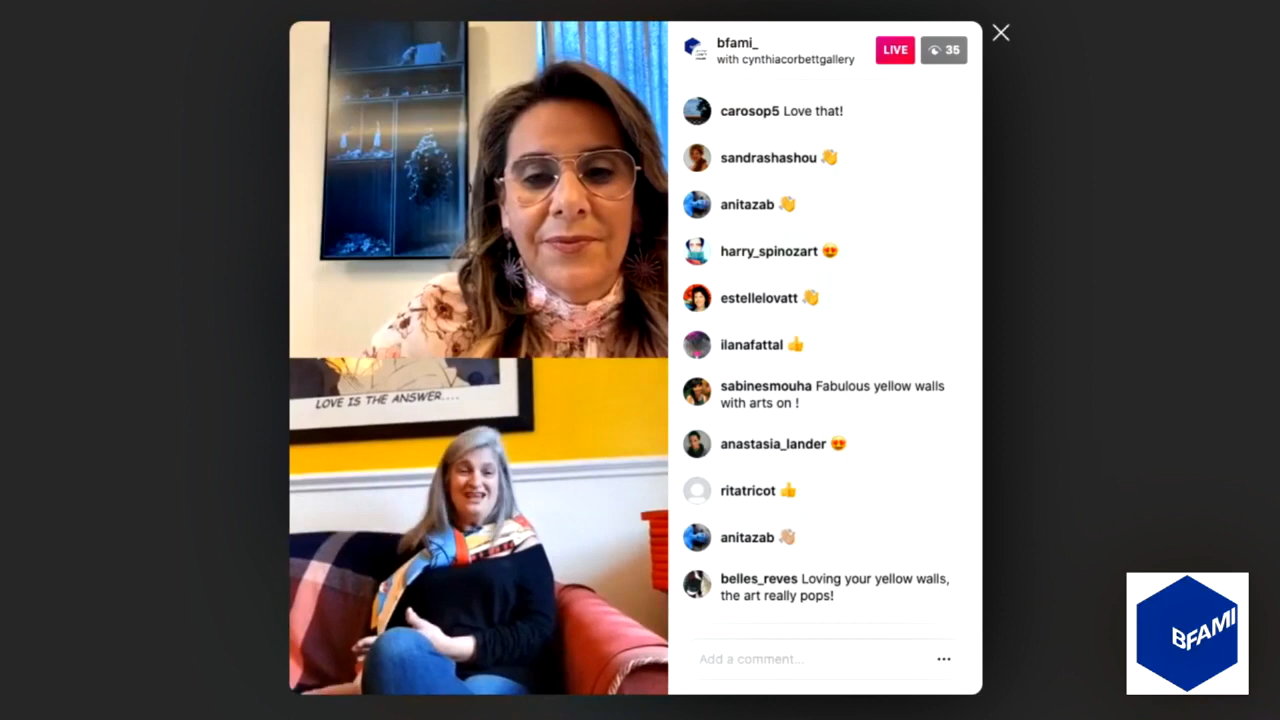 LOVE IS THE ANSWER....
bfami_
with cynthiacorbettgallery
LIVE
35
carosop5 Love that!
sandrashashou 👏
anitazab 👏
harry_spinozart 😍
estellelovatt 👏
ilanafattal 👍
sabinesmouha Fabulous yellow walls
with arts on !
anastasia_lander 😍
ritatricot 👍
anitazab 👏🏼
belles_reves Loving your yellow walls,
the art really pops!
Add a comment...
BFAMI